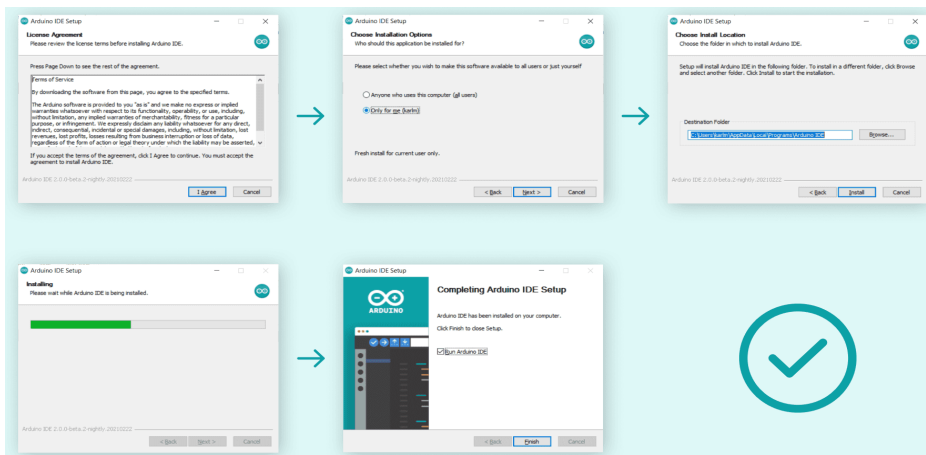 Arduino IDE Setup
License Agreement
Please review the license terms before installing Arduino IDE.
Press Page Down to see the rest of the agreement.
Terms of Service
By downloading the software from this page, you agree to the specified terms.
The Arduino software is provided to you "as is" and we make no express or implied
warranties whatsoever with respect to its functionality, operability, or use, including,
without limitation, any implied warranties of merchantability, fitness for a particular
purpose, or infringement. We expressly disclaim any liability whatsoever for any direct,
indirect, consequential, incidental or special damages, including, without limitation, lost
revenues, lost profits, losses resulting from business interruption or loss of data,
regardless of the form of action or legal theory under which the liability may be asserted,
If you accept the terms of the agreement, click I Agree to continue. You must accept the
agreement to install Arduino IDE.
Arduino IDE 2.0.0-beta.2-nightly-20210222
I Agree
Cancel
Arduino IDE Setup
Choose Installation Options
Who should this application be installed for?
Please select whether you wish to make this software available to all users or just yourself
Anyone who uses this computer (all users)
Only for me (karlm)
Fresh install for current user only.
Arduino IDE 2.0.0-beta.2-nightly-20210222
< Back
Next >
Cancel
Arduino IDE Setup
Choose Install Location
Choose the folder in which to install Arduino IDE.
Setup will install Arduino IDE in the following folder. To install in a different folder, click Browse
and select another folder. Click Install to start the installation.
Destination Folder
C:\Users\karlm\AppData\Local\Programs\Arduino IDE
Browse...
Arduino IDE 2.0.0-beta.2-nightly-20210222
< Back
Install
Cancel
Arduino IDE Setup
Installing
Please wait while Arduino IDE is being installed.
Arduino IDE 2.0.0-beta.2-nightly-20210222
< Back
Next >
Cancel
Arduino IDE Setup
ARDUINO
Completing Arduino IDE Setup
Arduino IDE has been installed on your computer.
Click Finish to close Setup.
Run Arduino IDE
< Back
Finish
Cancel